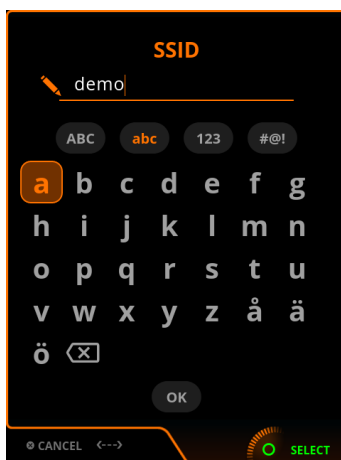 SSID
demo
ABC abc 123 #@!
a b c d e f g
h i j k l m n
o p q r s t u
v w x y z å ä
ö
OK
CANCEL <--->
SELECT